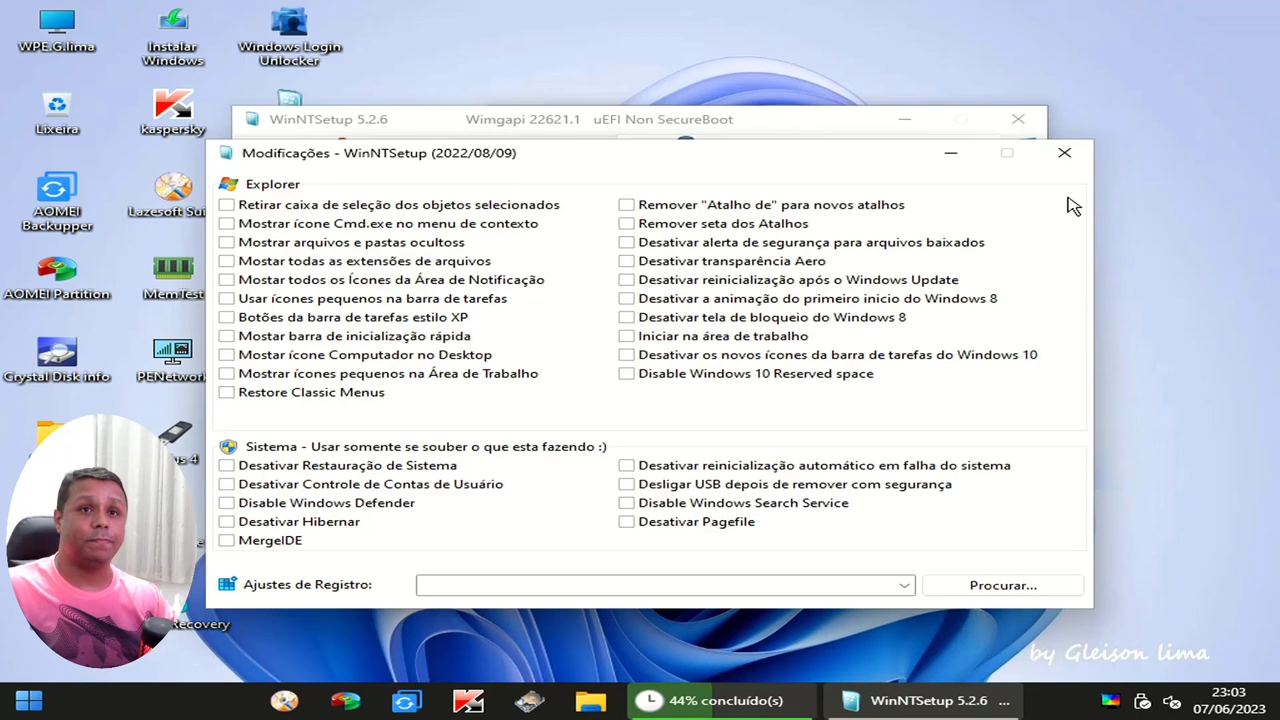 WPE.G.lima
Instalar
Windows
Windows Login
Unlocker
Lixeira
kaspersky
AOMEI
Backupper
Lazesoft Sui
AOMEI Partition
MemTest
Crystal Disk info
PENetwork
Recovery
WinNTSetup 5.2.6 Wimgapi 22621.1 uEFI Non SecureBoot
Modificações - WinNTSetup (2022/08/09)
Explorer
Retirar caixa de seleção dos objetos selecionados
Mostrar ícone Cmd.exe no menu de contexto
Mostrar arquivos e pastas ocultoss
Mostar todas as extensões de arquivos
Mostar todos os Ícones da Área de Notificação
Usar ícones pequenos na barra de tarefas
Botões da barra de tarefas estilo XP
Mostrar barra de inicialização rápida
Mostar ícone Computador no Desktop
Mostrar ícones pequenos na Área de Trabalho
Restore Classic Menus
Remover "Atalho de" para novos atalhos
Remover seta dos Atalhos
Desativar alerta de segurança para arquivos baixados
Desativar transparência Aero
Desativar reinicialização após o Windows Update
Desativar a animação do primeiro inicio do Windows 8
Desativar tela de bloqueio do Windows 8
Iniciar na área de trabalho
Desativar os novos ícones da barra de tarefas do Windows 10
Disable Windows 10 Reserved space
Sistema - Usar somente se souber o que esta fazendo :)
Desativar Restauração de Sistema
Desativar Controle de Contas de Usuário
Disable Windows Defender
Desativar Hibernar
MergeIDE
Desativar reinicialização automático em falha do sistema
Desligar USB depois de remover com segurança
Disable Windows Search Service
Desativar Pagefile
Ajustes de Registro:
Procurar...
by Gleison lima
44% concluído(s)
WinNTSetup 5.2.6 ...
23:03
07/06/2023